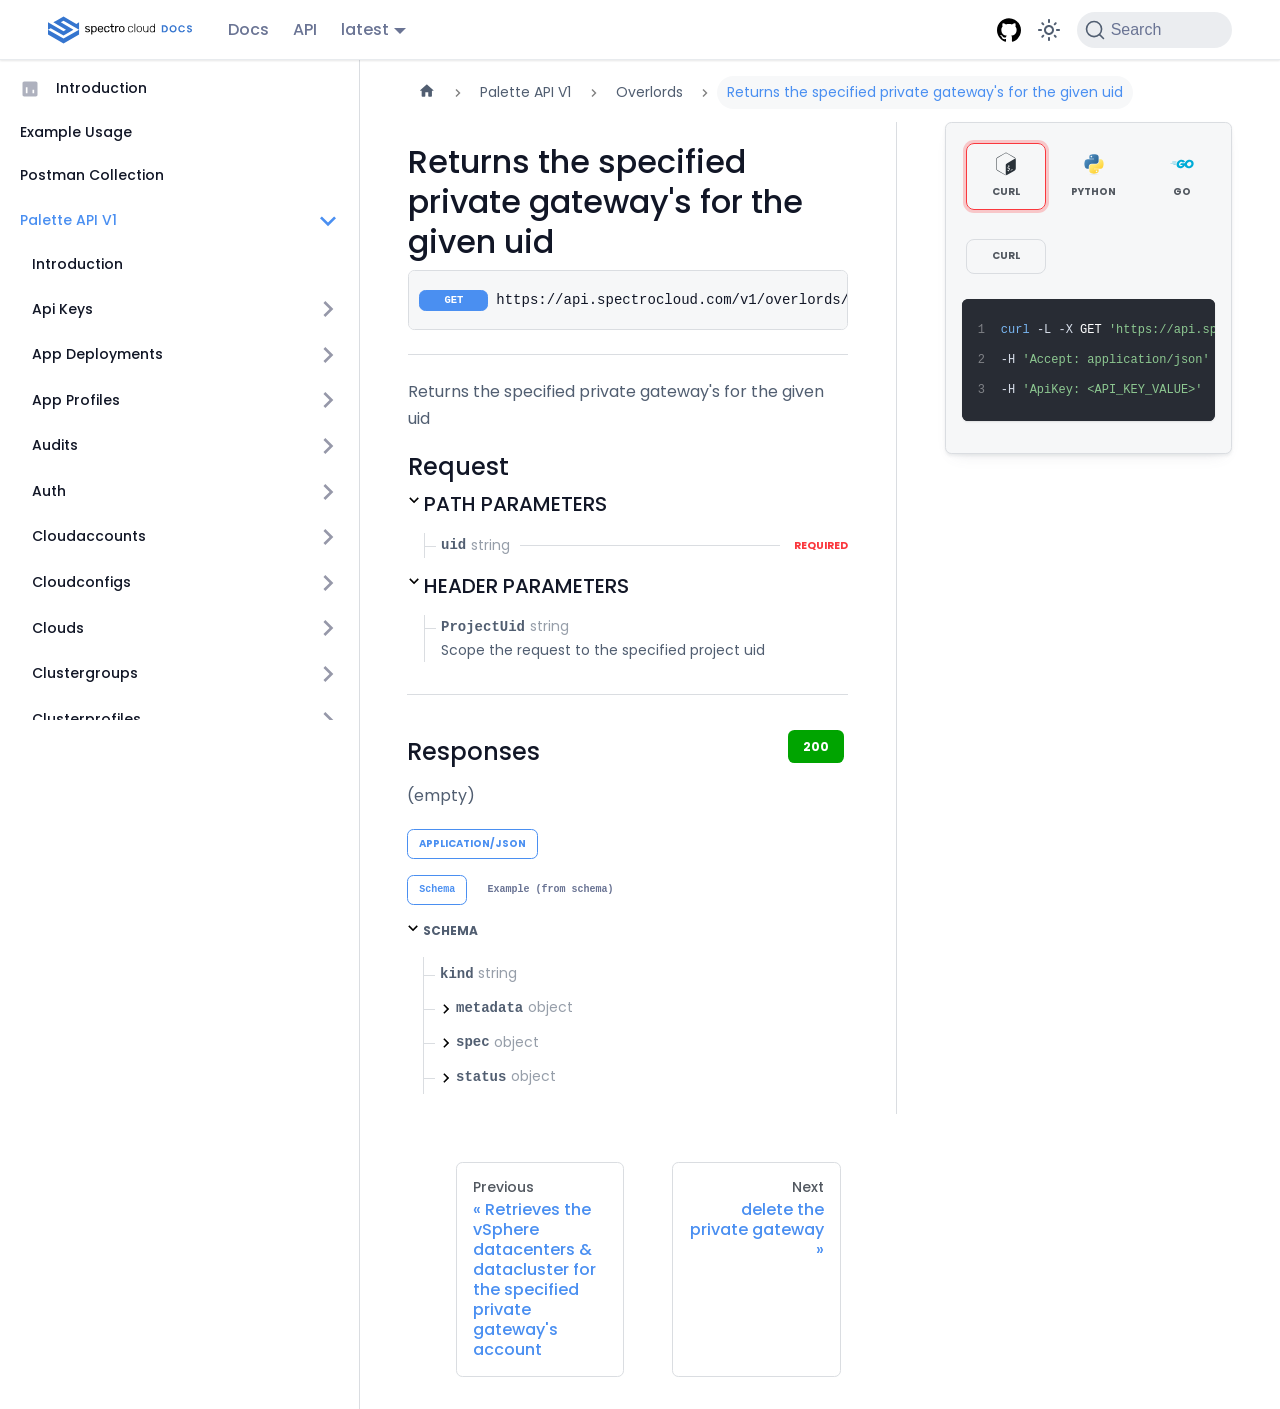 spectro cloud DOCS
Docs
API
latest
Search
Introduction
Example Usage
Postman Collection
Palette API V1
Introduction
Api Keys
App Deployments
App Profiles
Audits
Auth
Cloudaccounts
Cloudconfigs
Clouds
Clustergroups
Clusterprofiles
Palette API V1
Overlords
Returns the specified private gateway's for the given uid
Returns the specified
private gateway's for the
given uid
GET https://api.spectrocloud.com/v1/overlords/
Returns the specified private gateway's for the given
uid
Request
PATH PARAMETERS
uid string REQUIRED
HEADER PARAMETERS
ProjectUid string
Scope the request to the specified project uid
Responses
200
(empty)
APPLICATION/JSON
Schema Example (from schema)
SCHEMA
kind string
metadata object
spec object
status object
CURL
PYTHON
GO
CURL
1 curl -L -X GET 'https://api.sp
2 -H 'Accept: application/json'
3 -H 'ApiKey: <API_KEY_VALUE>'
Previous
« Retrieves the
vSphere
datacenters &
datacluster for
the specified
private
gateway's
account
Next
delete the
private gateway
»